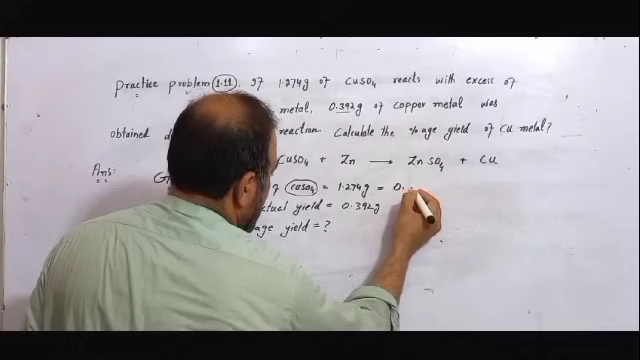 Practice problem 1.11, If 1.274g of CuSO4 reacts with excess of
metal, 0.392g of copper metal was
obtained reaction. Calculate the %age yield of Cu metal?
Ans: CuSO4 + Zn ⟶ ZnSO4 + Cu
CuSO4 = 1.274g = 0.
yield = 0.392g
age yield = ?